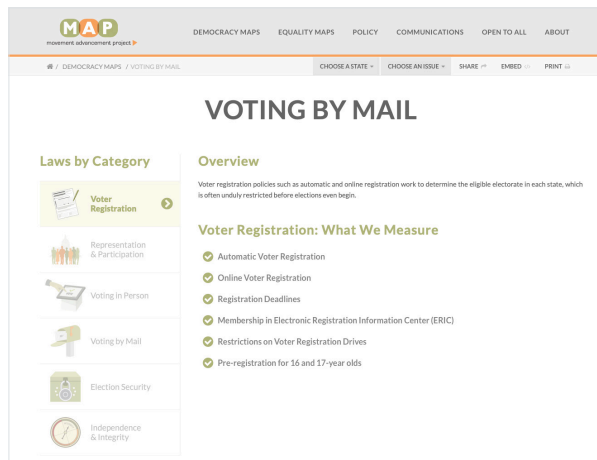 MAP
movement advancement project
DEMOCRACY MAPS EQUALITY MAPS POLICY COMMUNICATIONS OPEN TO ALL ABOUT
/ DEMOCRACY MAPS / VOTING BY MAIL
CHOOSE A STATE CHOOSE AN ISSUE SHARE EMBED PRINT
VOTING BY MAIL
Laws by Category
Voter
Registration
Representation
& Participation
Voting in Person
Voting by Mail
Election Security
Independence
& Integrity
Overview
Voter registration policies such as automatic and online registration work to determine the eligible electorate in each state, which
is often unduly restricted before elections even begin.
Voter Registration: What We Measure
Automatic Voter Registration
Online Voter Registration
Registration Deadlines
Membership in Electronic Registration Information Center (ERIC)
Restrictions on Voter Registration Drives
Pre-registration for 16 and 17-year olds